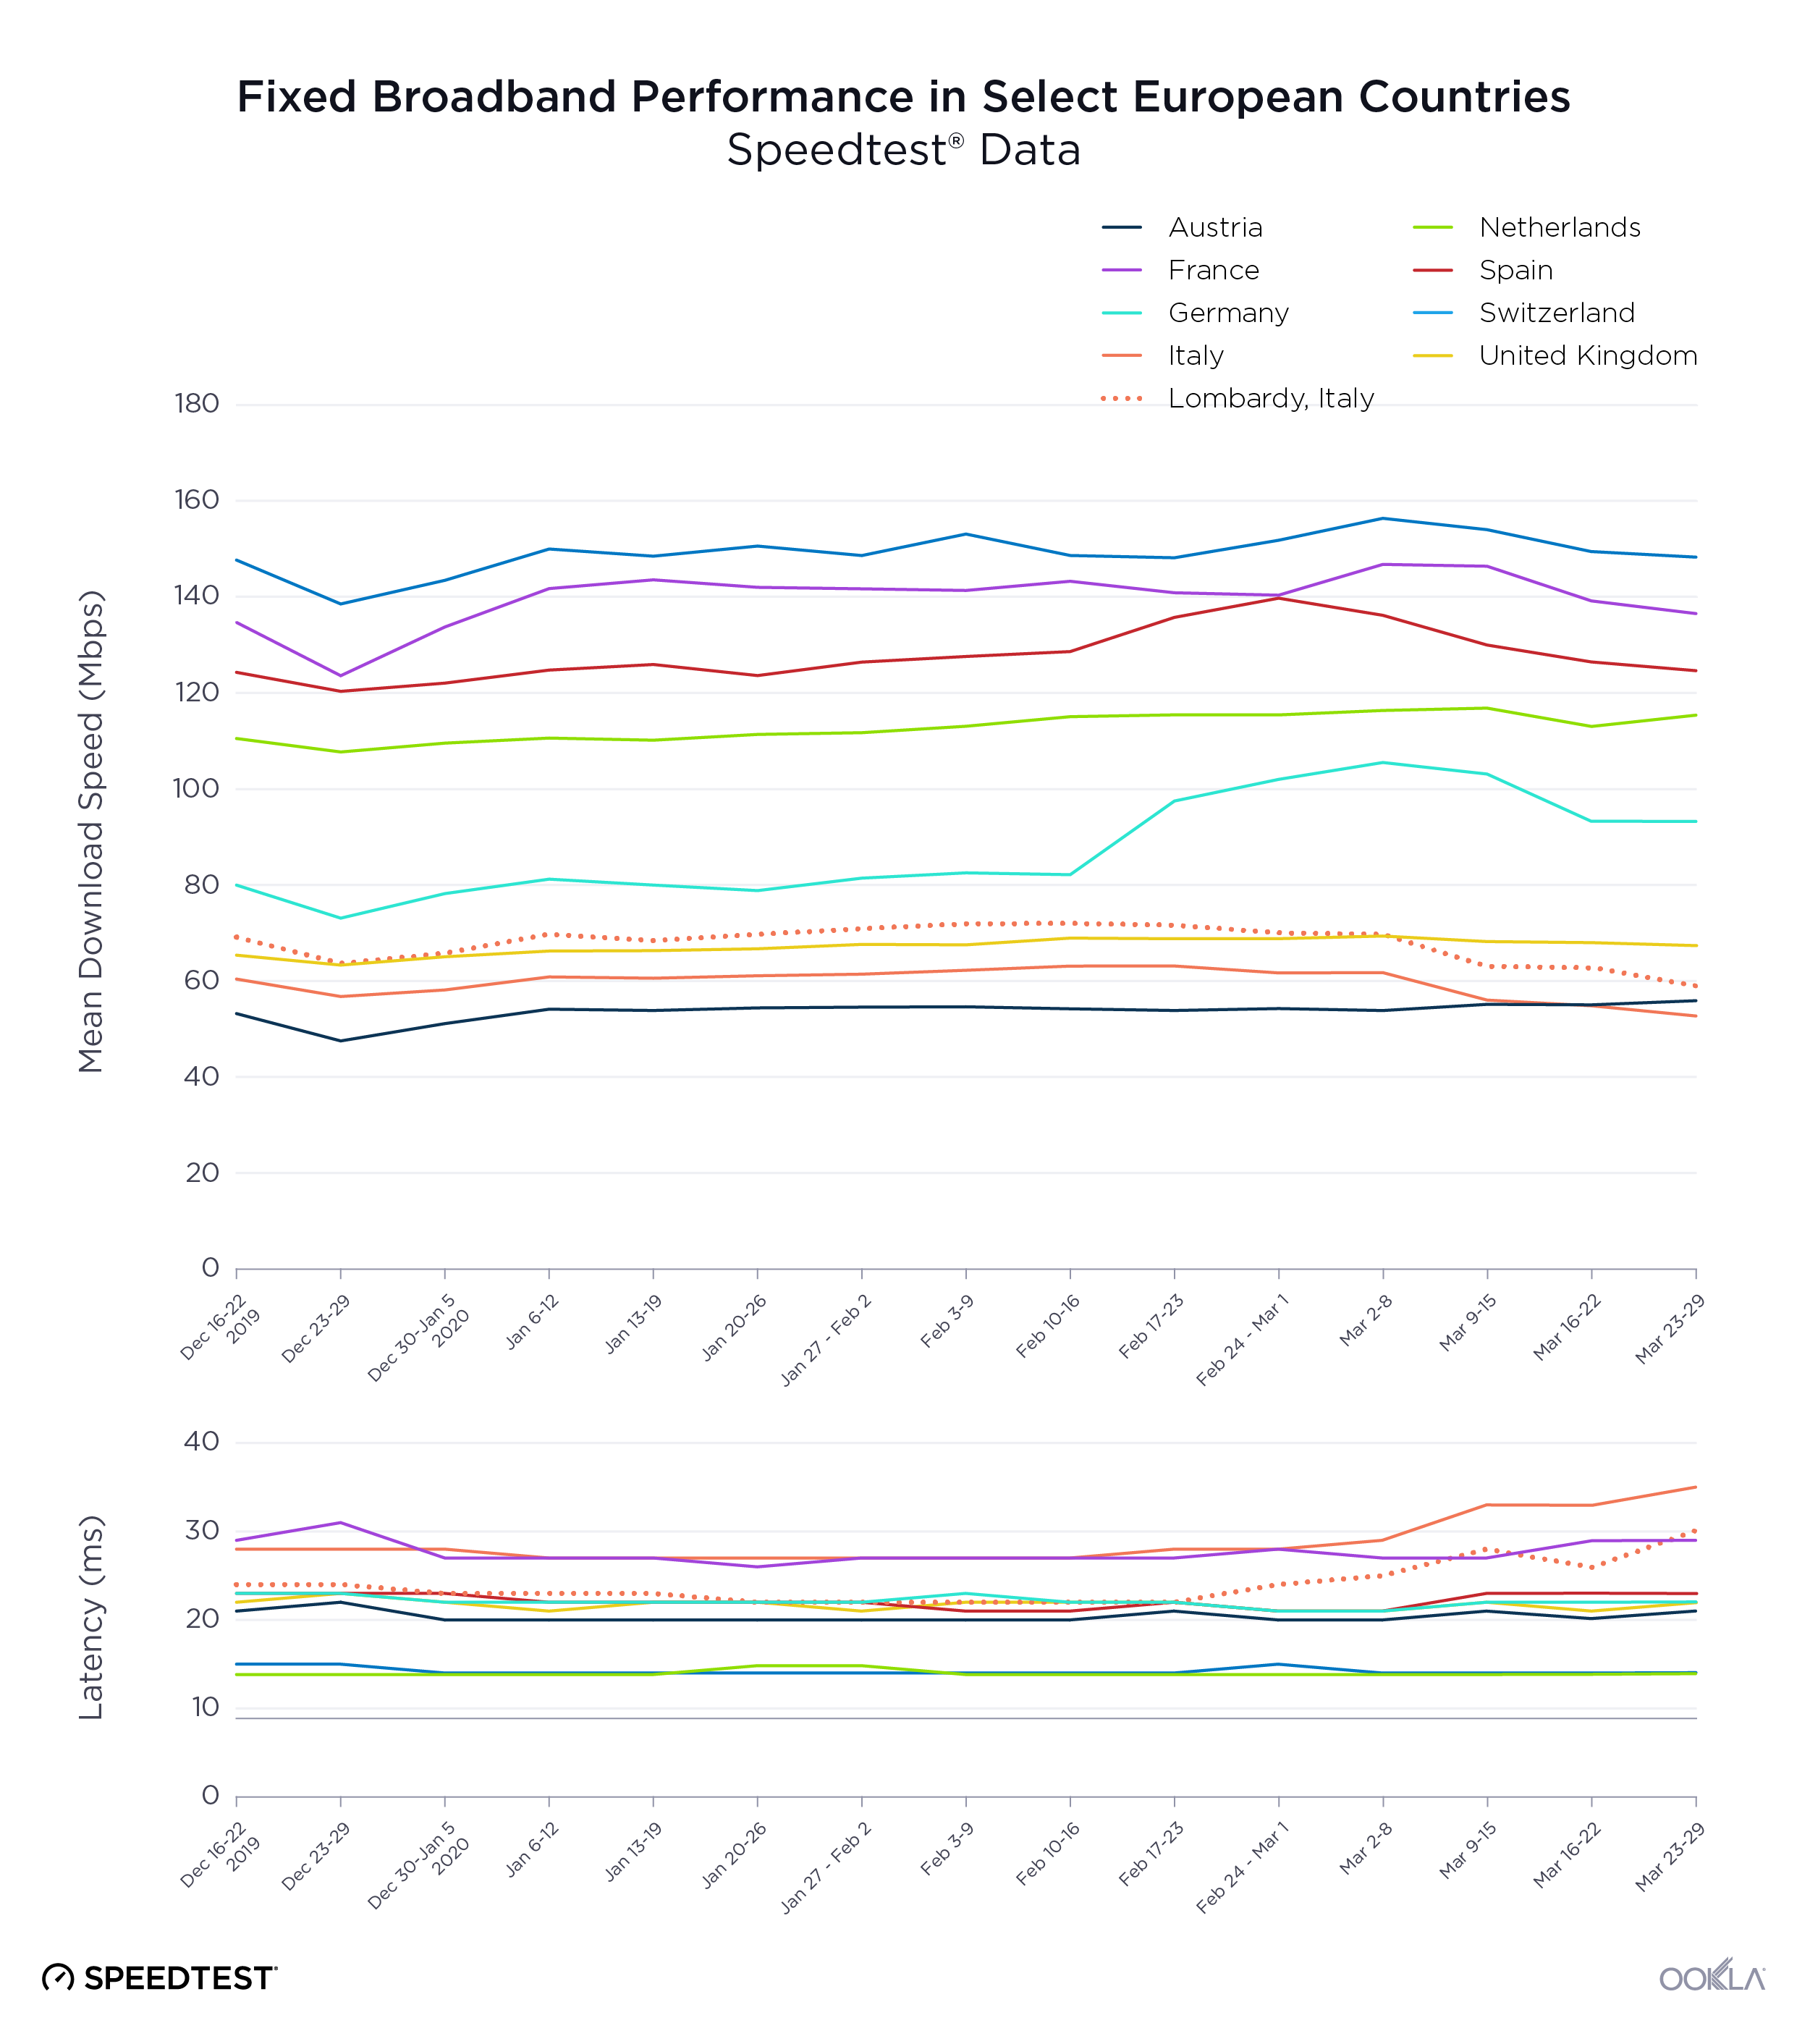 Fixed Broadband Performance in Select European Countries
Speedtest® Data
Austria
France
Germany
Italy
Lombardy, Italy
Netherlands
Spain
Switzerland
United Kingdom
Mean Download Speed (Mbps)
180
160
140
120
100
80
60
40
20
0
Dec 16-22
2019
Dec 23-29
Dec 30-Jan 5
2020
Jan 6-12
Jan 13-19
Jan 20-26
Jan 27 - Feb 2
Feb 3-9
Feb 10-16
Feb 17-23
Feb 24 - Mar 1
Mar 2-8
Mar 9-15
Mar 16-22
Mar 23-29
Latency (ms)
40
30
20
10
0
Dec 16-22
2019
Dec 23-29
Dec 30-Jan 5
2020
Jan 6-12
Jan 13-19
Jan 20-26
Jan 27 - Feb 2
Feb 3-9
Feb 10-16
Feb 17-23
Feb 24 - Mar 1
Mar 2-8
Mar 9-15
Mar 16-22
Mar 23-29
SPEEDTEST®
OOKLA®